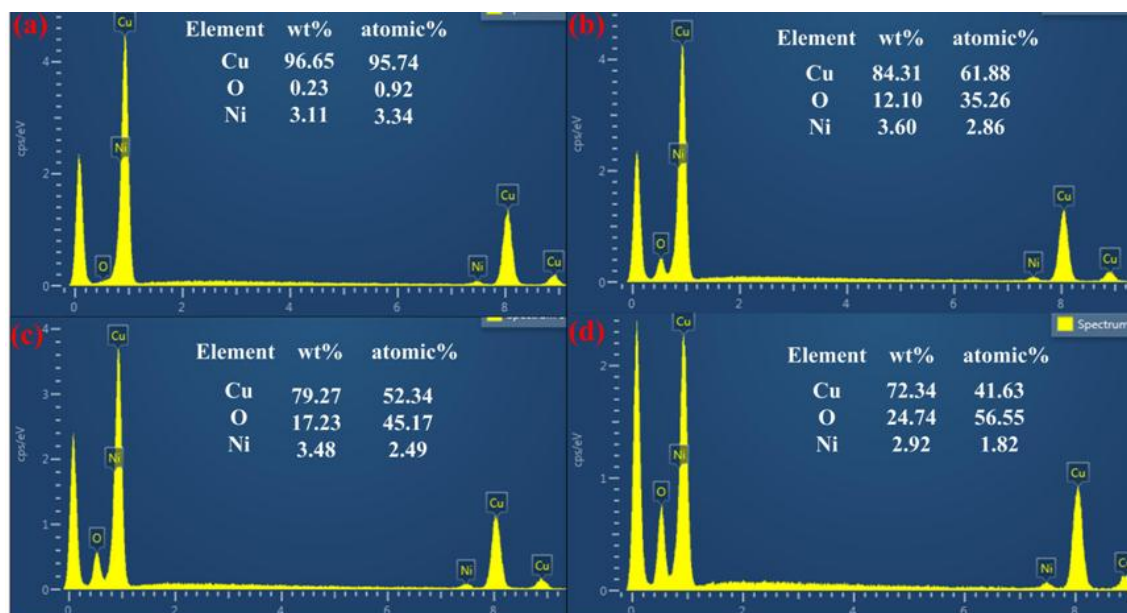 (a)
Element wt% atomic%
Cu 96.65 95.74
O 0.23 0.92
Ni 3.11 3.34
Cu
Ni
O
Ni
Cu
Cu
cps/eV
4
2
0
0 2 4 6 8
(b)
Element wt% atomic%
Cu 84.31 61.88
O 12.10 35.26
Ni 3.60 2.86
Cu
Ni
O
Ni
Cu
Cu
cps/eV
4
2
0
0 2 4 6 8
(c)
Element wt% atomic%
Cu 79.27 52.34
O 17.23 45.17
Ni 3.48 2.49
Cu
Ni
O
Ni
Cu
Cu
cps/eV
4
3
2
1
0
0 2 4 6 8
(d)
Spectrum
Element wt% atomic%
Cu 72.34 41.63
O 24.74 56.55
Ni 2.92 1.82
Cu
Ni
O
Ni
Cu
cps/eV
2
1
0
0 2 4 6 8